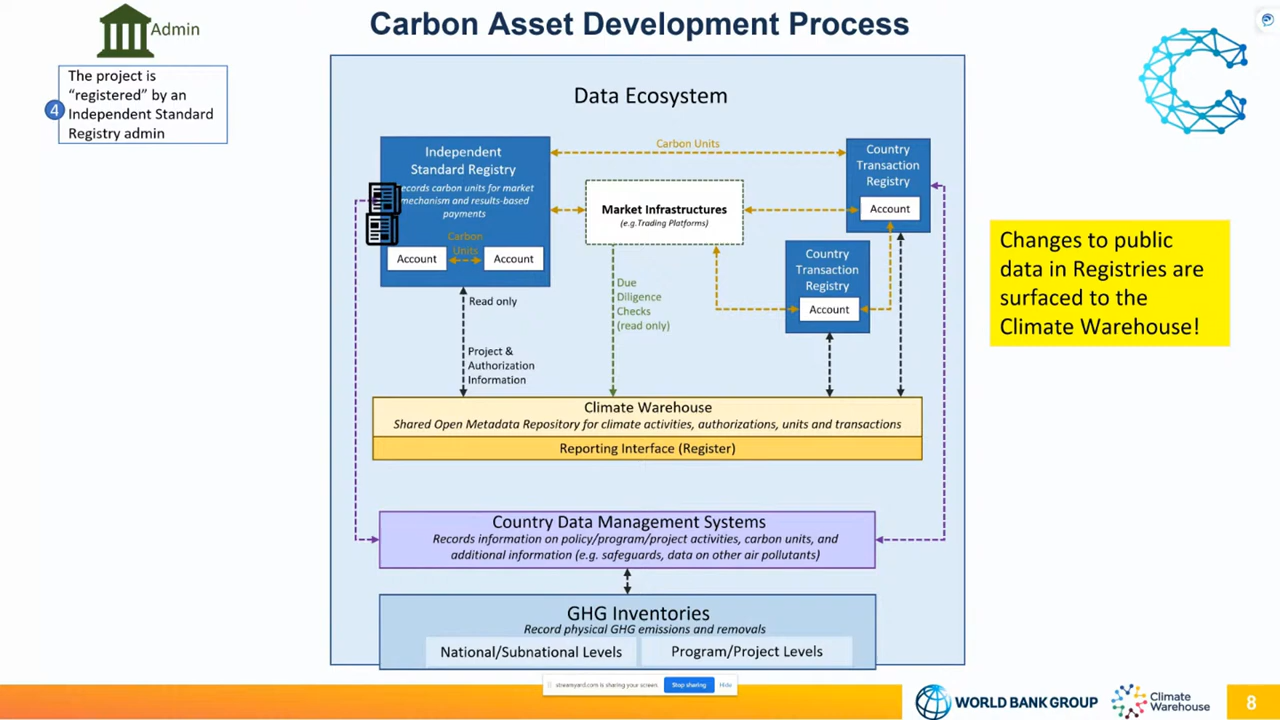 Carbon Asset Development Process
Admin
The project is
“registered” by an
4
Independent Standard
Registry admin
Data Ecosystem
Independent
Standard Registry
records carbon units for market
mechanism and results-based
payments
Carbon
Units
Account
Account
Carbon Units
Market Infrastructures
(e.g.Trading Platforms)
Country
Transaction
Registry
Account
Country
Transaction
Registry
Account
Read only
Due
Diligence
Checks
(read only)
Project &
Authorization
Information
Changes to public
data in Registries are
surfaced to the
Climate Warehouse!
Climate Warehouse
Shared Open Metadata Repository for climate activities, authorizations, units and transactions
Reporting Interface (Register)
Country Data Management Systems
Records information on policy/program/project activities, carbon units, and
additional information (e.g. safeguards, data on other air pollutants)
GHG Inventories
Record physical GHG emissions and removals
National/Subnational Levels
Program/Project Levels
streamyard.com is sharing your screen.
Stop sharing
Hide
WORLD BANK GROUP
Climate
Warehouse
8